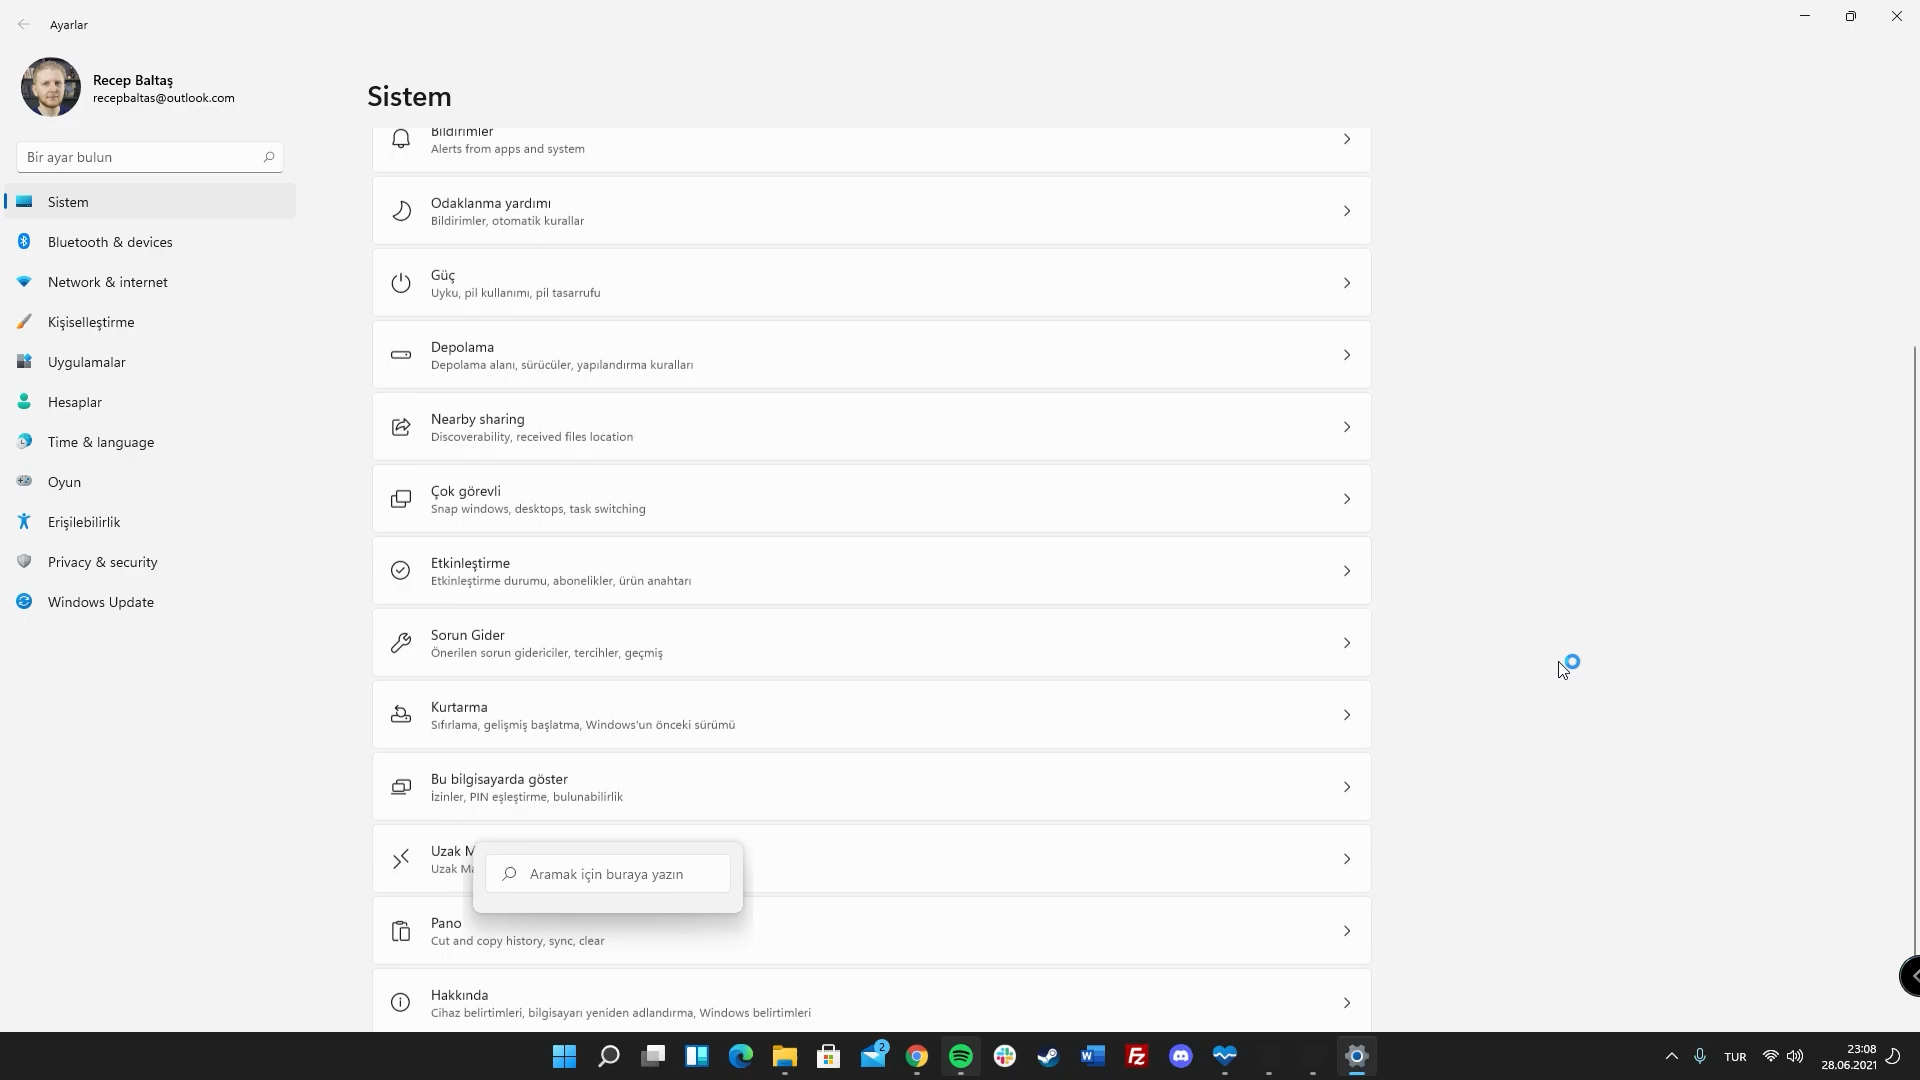 Ayarlar
Recep Baltaş
recepbaltas@outlook.com
Bir ayar bulun
Sistem
Bluetooth & devices
Network & internet
Kişiselleştirme
Uygulamalar
Hesaplar
Time & language
Oyun
Erişilebilirlik
Privacy & security
Windows Update
Sistem
Bildirimler
Alerts from apps and system
Odaklanma yardımı
Bildirimler, otomatik kurallar
Güç
Uyku, pil kullanımı, pil tasarrufu
Depolama
Depolama alanı, sürücüler, yapılandırma kuralları
Nearby sharing
Discoverability, received files location
Çok görevli
Snap windows, desktops, task switching
Etkinleştirme
Etkinleştirme durumu, abonelikler, ürün anahtarı
Sorun Gider
Önerilen sorun gidericiler, tercihler, geçmiş
Kurtarma
Sıfırlama, gelişmiş başlatma, Windows'un önceki sürümü
Bu bilgisayarda göster
İzinler, PIN eşleştirme, bulunabilirlik
Uzak M
Uzak Ma
Aramak için buraya yazın
Pano
Cut and copy history, sync, clear
Hakkında
Cihaz belirtimleri, bilgisayarı yeniden adlandırma, Windows belirtimleri
2
W
Fz
TUR
23:08
28.06.2021